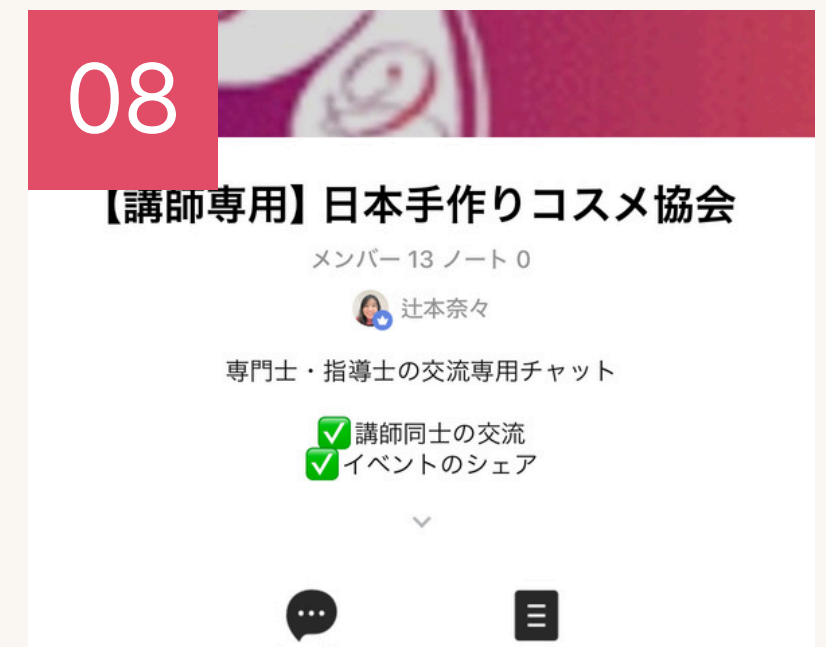 08
【講師専用】日本手作りコスメ協会
メンバー 13 ノート 0
辻本奈々
専門士・指導士の交流専用チャット
✅講師同士の交流
✅イベントのシェア